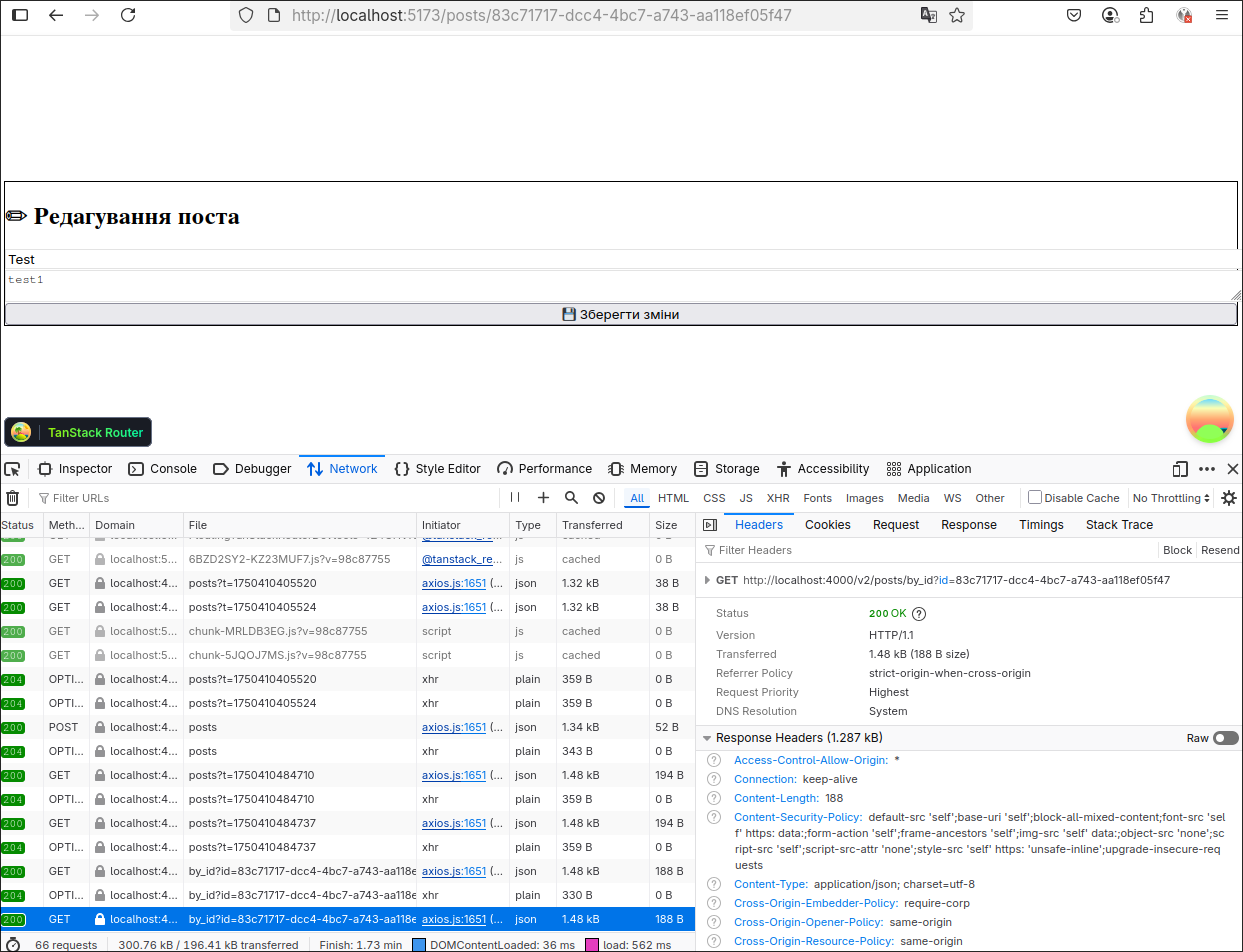 http://localhost:5173/posts/83c71717-dcc4-4bc7-a743-aa118ef05f47
✏ Редагування поста
Test
test1
💾 Зберегти зміни
TanStack Router
Inspector Console Debugger Network Style Editor Performance Memory Storage Accessibility Application
Filter URLs All HTML CSS JS XHR Fonts Images Media WS Other Disable Cache No Throttling
Status Meth... Domain File Initiator Type Transferred Size
200 GET localhost:5... 6BZD2SY2-KZ23MUF7.js?v=98c87755 @tanstack_re... js cached 0 B
200 GET localhost:4... posts?t=1750410405520 axios.js:1651 (... json 1.32 kB 38 B
200 GET localhost:4... posts?t=1750410405524 axios.js:1651 (... json 1.32 kB 38 B
200 GET localhost:5... chunk-MRLDB3EG.js?v=98c87755 script js cached 0 B
200 GET localhost:5... chunk-5JQOJ7MS.js?v=98c87755 script js cached 0 B
204 OPTI... localhost:4... posts?t=1750410405520 xhr plain 359 B 0 B
204 OPTI... localhost:4... posts?t=1750410405524 xhr plain 359 B 0 B
200 POST localhost:4... posts axios.js:1651 (... json 1.34 kB 52 B
204 OPTI... localhost:4... posts xhr plain 343 B 0 B
200 GET localhost:4... posts?t=1750410484710 axios.js:1651 (... json 1.48 kB 194 B
204 OPTI... localhost:4... posts?t=1750410484710 xhr plain 359 B 0 B
200 GET localhost:4... posts?t=1750410484737 axios.js:1651 (... json 1.48 kB 194 B
204 OPTI... localhost:4... posts?t=1750410484737 xhr plain 359 B 0 B
200 GET localhost:4... by_id?id=83c71717-dcc4-4bc7-a743-aa118e axios.js:1651 (... json 1.48 kB 188 B
204 OPTI... localhost:4... by_id?id=83c71717-dcc4-4bc7-a743-aa118e xhr plain 330 B 0 B
200 GET localhost:4... by_id?id=83c71717-dcc4-4bc7-a743-aa118e axios.js:1651 (... json 1.48 kB 188 B
66 requests 300.76 kB / 196.41 kB transferred Finish: 1.73 min DOMContentLoaded: 36 ms load: 562 ms
Headers Cookies Request Response Timings Stack Trace
Filter Headers Block Resend
GET http://localhost:4000/v2/posts/by_id?id=83c71717-dcc4-4bc7-a743-aa118ef05f47
Status 200 OK
Version HTTP/1.1
Transferred 1.48 kB (188 B size)
Referrer Policy strict-origin-when-cross-origin
Request Priority Highest
DNS Resolution System
Response Headers (1.287 kB) Raw
Access-Control-Allow-Origin: *
Connection: keep-alive
Content-Length: 188
Content-Security-Policy: default-src 'self';base-uri 'self';block-all-mixed-content;font-src 'sel
f' https: data:;form-action 'self';frame-ancestors 'self';img-src 'self' data:;object-src 'none';sc
ript-src 'self';script-src-attr 'none';style-src 'self' https: 'unsafe-inline';upgrade-insecure-req
uests
Content-Type: application/json; charset=utf-8
Cross-Origin-Embedder-Policy: require-corp
Cross-Origin-Opener-Policy: same-origin
Cross-Origin-Resource-Policy: same-origin